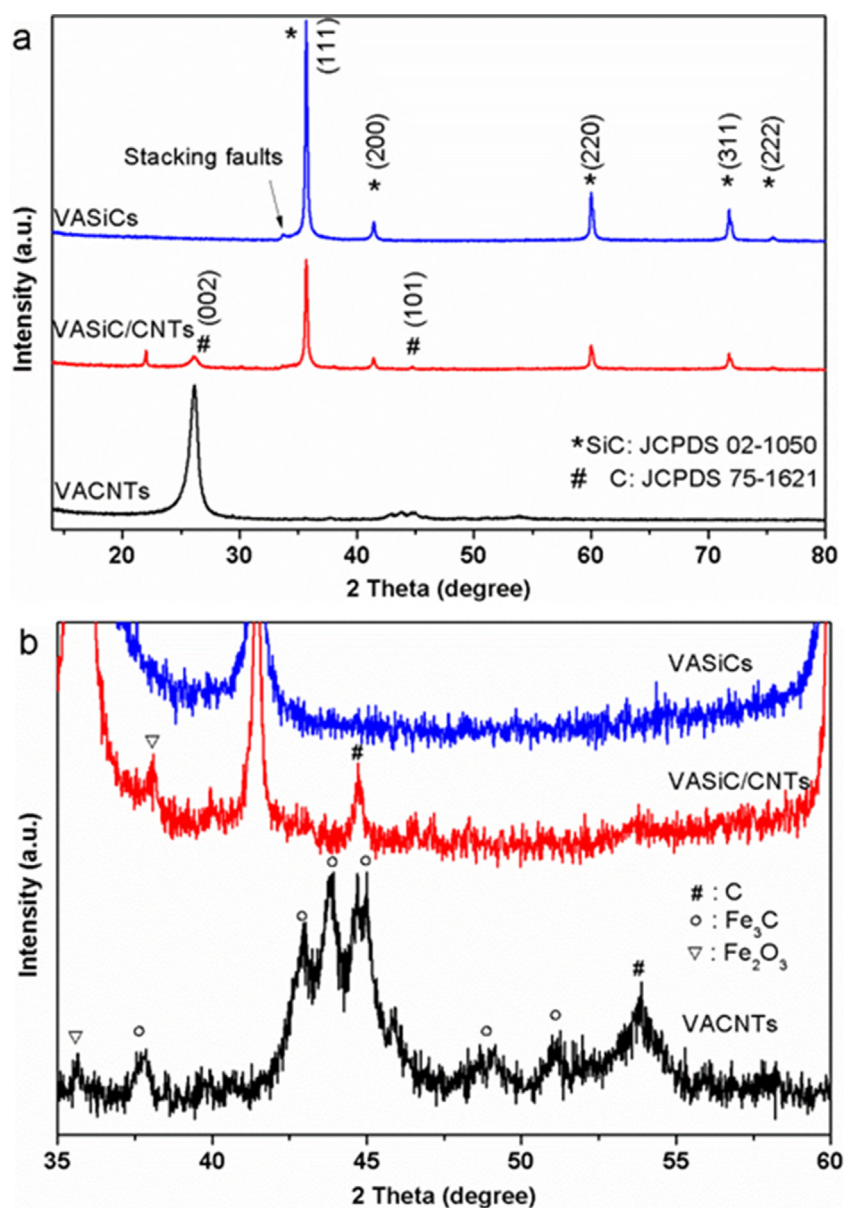 a
*
(111)
(200)
*
(220)
*
(311)
*
(222)
*
Stacking faults
VASiCs
VASiC/CNTs
(002)
#
(101)
#
VACNTs
*SiC: JCPDS 02-1050
# C: JCPDS 75-1621
Intensity (a.u.)
20 30 40 50 60 70 80
2 Theta (degree)
b
VASiCs
▽
#
VASiC/CNTs
○ ○
○
# : C
○ : Fe₃C
▽ : Fe₂O₃
#
VACNTs
▽ ○ ○ ○
Intensity (a.u.)
35 40 45 50 55 60
2 Theta (degree)